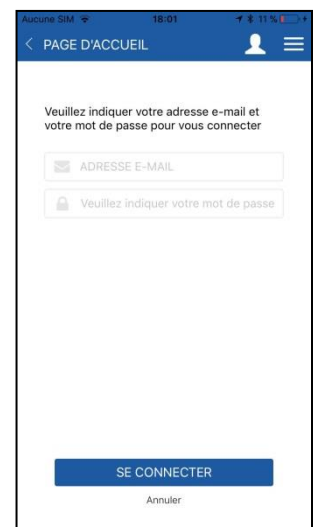 Aucune SIM 18:01 11 %
PAGE D'ACCUEIL
Veuillez indiquer votre adresse e-mail et
votre mot de passe pour vous connecter
ADRESSE E-MAIL
Veuillez indiquer votre mot de passe
SE CONNECTER
Annuler